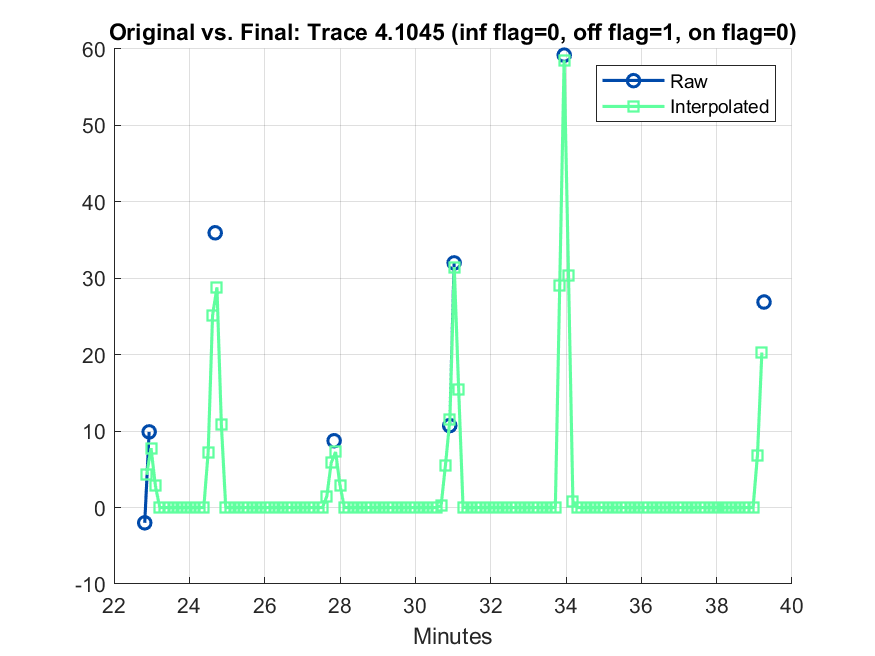 Original vs. Final: Trace 4.1045 (inf flag=0, off flag=1, on flag=0)
60
50
40
30
20
10
0
-10
Raw
Interpolated
22 24 26 28 30 32 34 36 38 40
Minutes